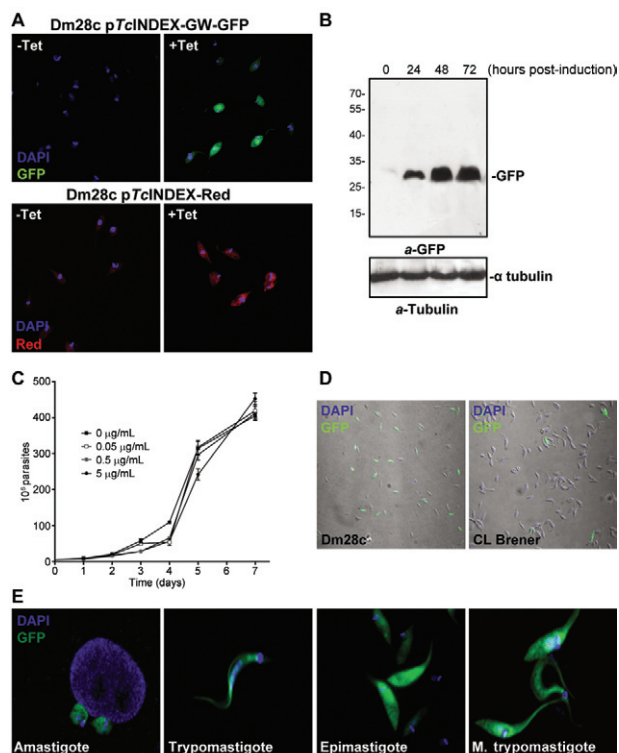 A
Dm28c pTcINDEX-GW-GFP
-Tet
+Tet
DAPI
GFP
Dm28c pTcINDEX-Red
-Tet
+Tet
DAPI
Red
B
0 24 48 72 (hours post-induction)
70-
55-
40-
35-
25-
15-
-GFP
a-GFP
-α tubulin
a-Tubulin
C
500
400
300
200
100
0
10⁶ parasites
0 μg/mL
0.05 μg/mL
0.5 μg/mL
5 μg/mL
0 1 2 3 4 5 6 7
Time (days)
D
DAPI
GFP
Dm28c
DAPI
GFP
CL Brener
E
DAPI
GFP
Amastigote
Trypomastigote
Epimastigote
M. trypomastigote